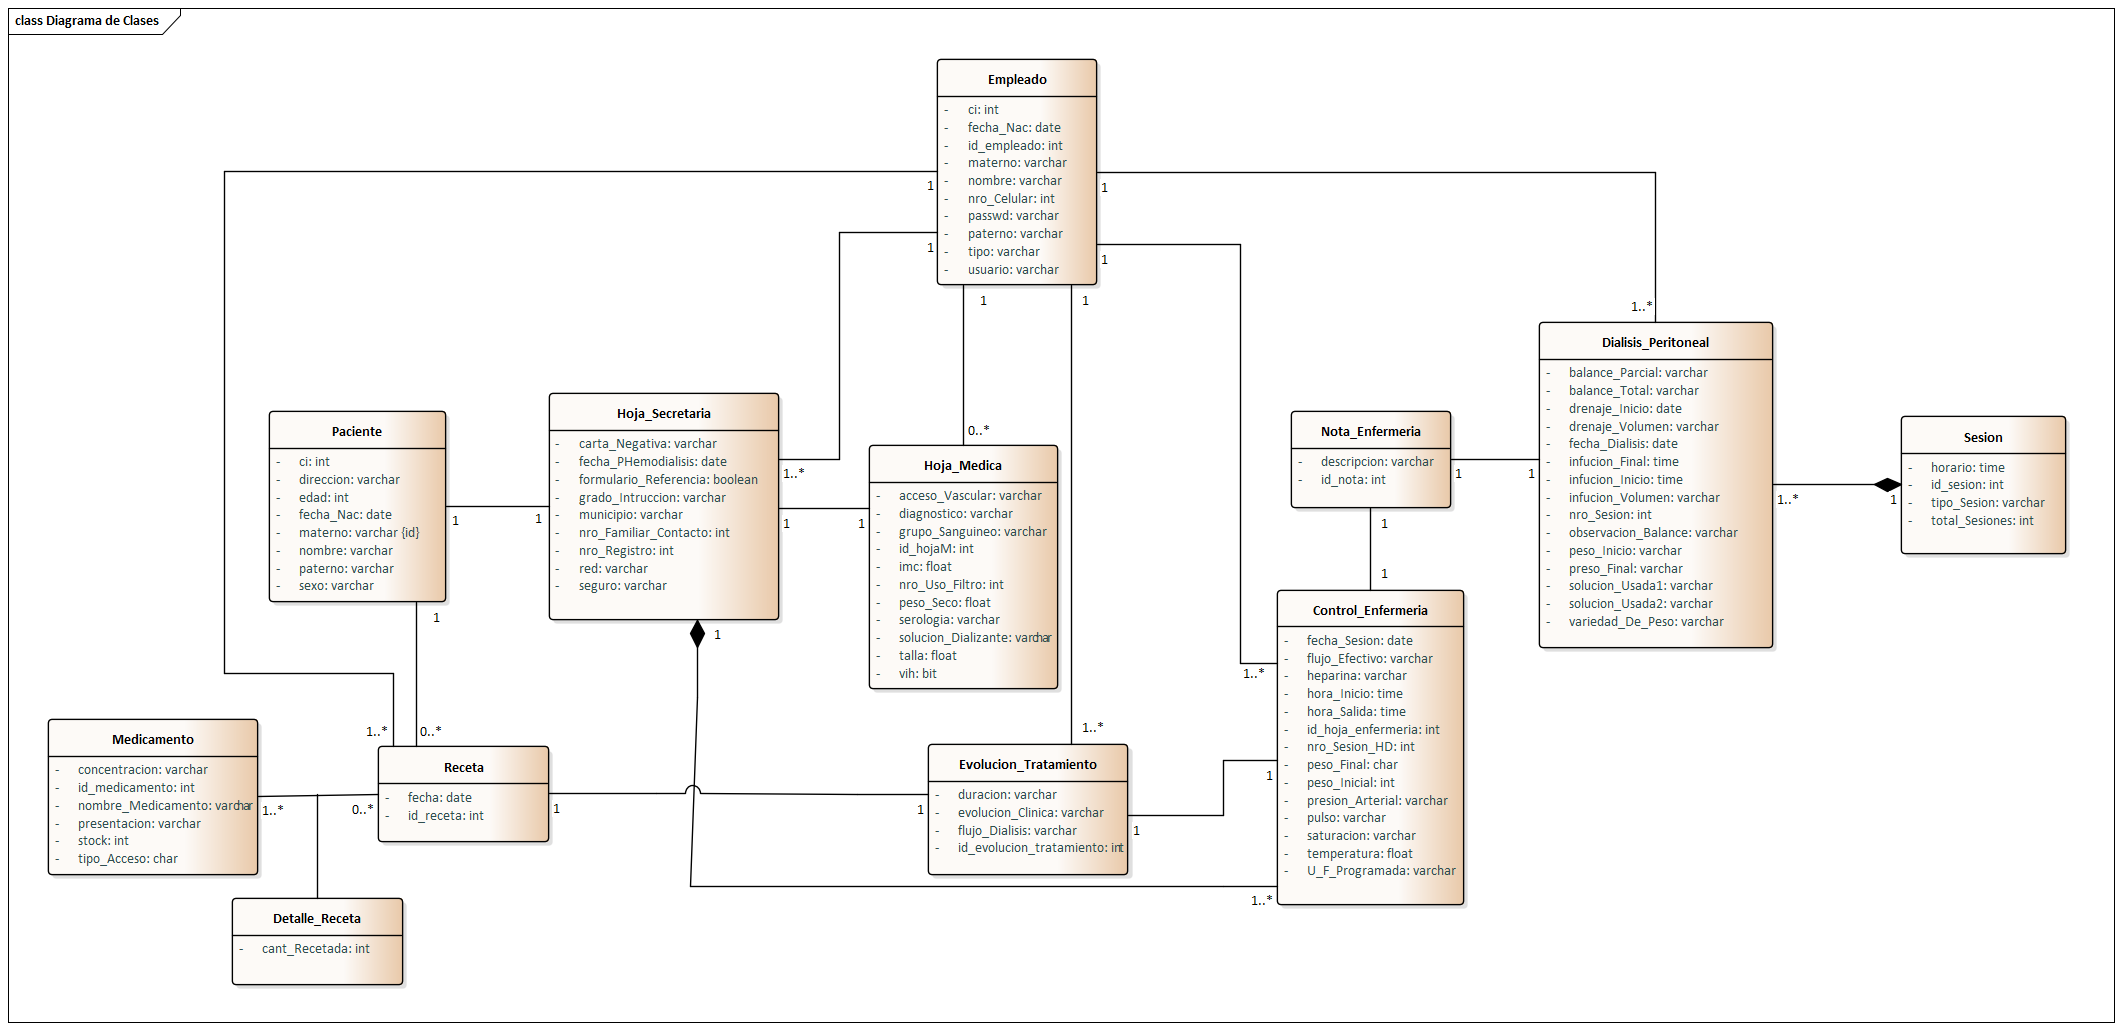 class Diagrama de Clases
Empleado
- ci: int
- fecha_Nac: date
- id_empleado: int
- materno: varchar
- nombre: varchar
- nro_Celular: int
- passwd: varchar
- paterno: varchar
- tipo: varchar
- usuario: varchar
1
1
1
1
1
1
1..*
Dialisis_Peritoneal
- balance_Parcial: varchar
- balance_Total: varchar
- drenaje_Inicio: date
- drenaje_Volumen: varchar
- fecha_Dialisis: date
- infucion_Final: time
- infucion_Inicio: time
- infucion_Volumen: varchar
- nro_Sesion: int
- observacion_Balance: varchar
- peso_Inicio: varchar
- preso_Final: varchar
- solucion_Usada1: varchar
- solucion_Usada2: varchar
- variedad_De_Peso: varchar
1..*
1
Sesion
- horario: time
- id_sesion: int
- tipo_Sesion: varchar
- total_Sesiones: int
Nota_Enfermeria
- descripcion: varchar
- id_nota: int
1
1
1
1
Paciente
- ci: int
- direccion: varchar
- edad: int
- fecha_Nac: date
- materno: varchar {id}
- nombre: varchar
- paterno: varchar
- sexo: varchar
1
1
1
Hoja_Secretaria
- carta_Negativa: varchar
- fecha_PHemodialisis: date
- formulario_Referencia: boolean
- grado_Intruccion: varchar
- municipio: varchar
- nro_Familiar_Contacto: int
- nro_Registro: int
- red: varchar
- seguro: varchar
1..*
1
1
1
0..*
Hoja_Medica
- acceso_Vascular: varchar
- diagnostico: varchar
- grupo_Sanguineo: varchar
- id_hojaM: int
- imc: float
- nro_Uso_Filtro: int
- peso_Seco: float
- serologia: varchar
- solucion_Dializante: varchar
- talla: float
- vih: bit
Control_Enfermeria
- fecha_Sesion: date
- flujo_Efectivo: varchar
- heparina: varchar
- hora_Inicio: time
- hora_Salida: time
- id_hoja_enfermeria: int
- nro_Sesion_HD: int
- peso_Final: char
- peso_Inicial: int
- presion_Arterial: varchar
- pulso: varchar
- saturacion: varchar
- temperatura: float
- U_F_Programada: varchar
1..*
1
1..*
Medicamento
- concentracion: varchar
- id_medicamento: int
- nombre_Medicamento: varchar
- presentacion: varchar
- stock: int
- tipo_Acceso: char
1..*
0..*
1..*
0..*
Receta
- fecha: date
- id_receta: int
1
1
1..*
Evolucion_Tratamiento
- duracion: varchar
- evolucion_Clinica: varchar
- flujo_Dialisis: varchar
- id_evolucion_tratamiento: int
1
Detalle_Receta
- cant_Recetada: int